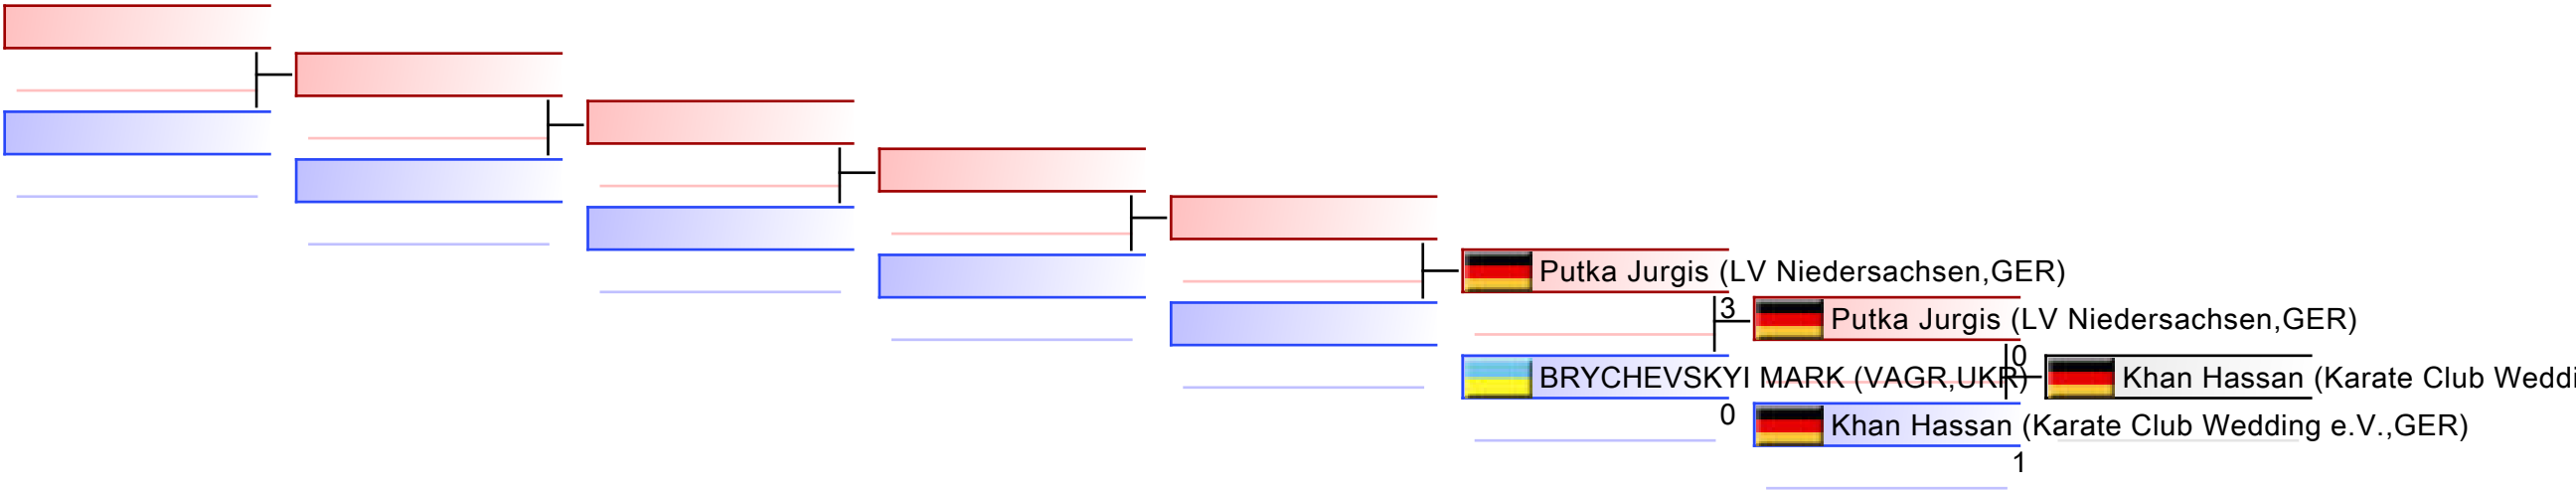 Putka Jurgis (LV Niedersachsen,GER)
3
Putka Jurgis (LV Niedersachsen,GER)
0
BRYCHEVSKYI MARK (VAGR,UKR)
Khan Hassan (Karate Club Weddi
0
Khan Hassan (Karate Club Wedding e.V.,GER)
1